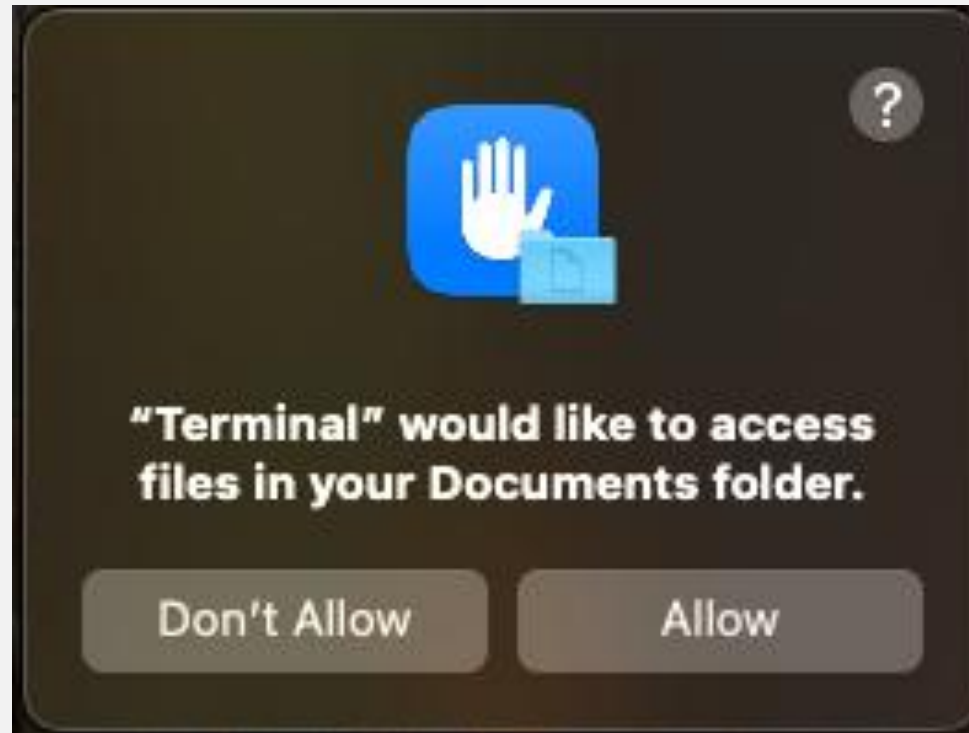 ?
“Terminal” would like to access
files in your Documents folder.
Don’t Allow
Allow